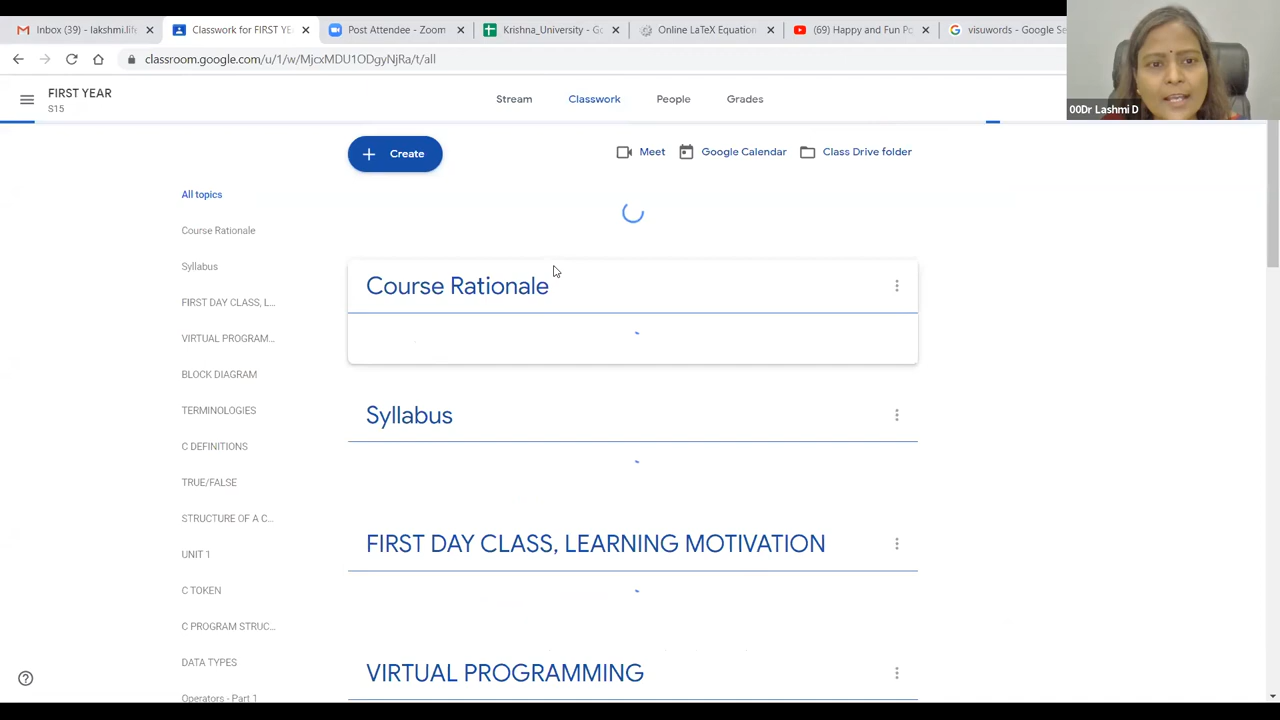 Inbox (39) - lakshmi.life
Classwork for FIRST YE
Post Attendee - Zoom
Krishna_University - Go
Online LaTeX Equation
(69) Happy and Fun Po
visuwords - Google Se
classroom.google.com/u/1/w/MjcxMDU1ODgyNjRa/t/all
00Dr Lashmi D
FIRST YEAR
S15
Stream
Classwork
People
Grades
Create
Meet
Google Calendar
Class Drive folder
All topics
Course Rationale
Syllabus
FIRST DAY CLASS, L...
VIRTUAL PROGRAM...
BLOCK DIAGRAM
TERMINOLOGIES
C DEFINITIONS
TRUE/FALSE
STRUCTURE OF A C...
UNIT 1
C TOKEN
C PROGRAM STRUC...
DATA TYPES
Operators - Part 1
Course Rationale
Syllabus
FIRST DAY CLASS, LEARNING MOTIVATION
VIRTUAL PROGRAMMING